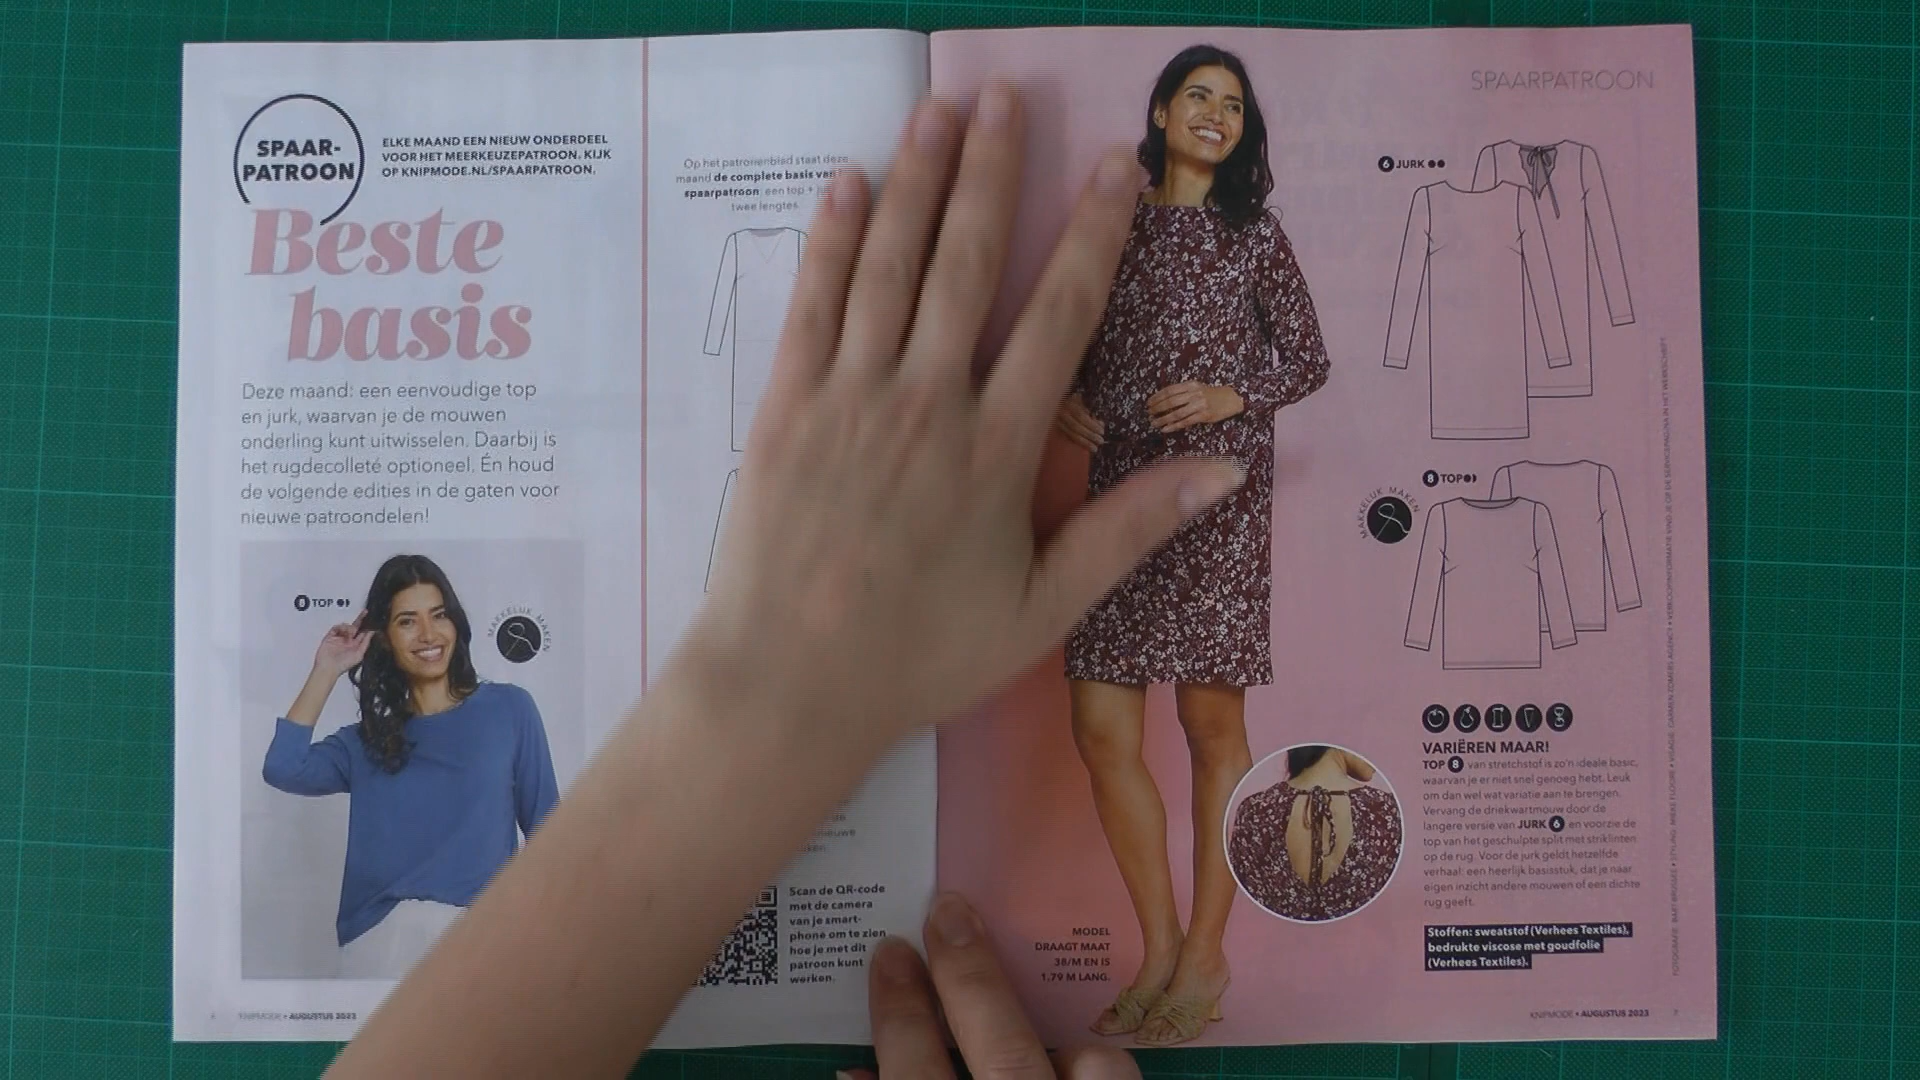 SPAAR-
PATROON
ELKE MAAND EEN NIEUW ONDERDEEL
VOOR HET MEERKEUZEPATROON. KIJK
OP KNIPMODE.NL/SPAARPATROON.
Beste
basis
Deze maand: een eenvoudige top
en jurk, waarvan je de mouwen
onderling kunt uitwisselen. Daarbij is
het rugdecolleté optioneel. Én houd
de volgende edities in de gaten voor
nieuwe patroondelen!
8 TOP
MAKKELIJK MAKEN
KNIPMODE • AUGUSTUS 2023
Op het patronenblad staat deze
maand de complete basis van
spaarpatroon: een top +
twee lengtes.
Scan de QR-code
met de camera
van je smart-
phone om te zien
hoe je met dit
patroon kunt
werken.
SPAARPATROON
6 JURK
8 TOP
MAKKELIJK MAKEN
VARIËREN MAAR!
TOP 8 van stretchstof is zo'n ideale basic,
waarvan je er niet snel genoeg hebt. Leuk
om dan wel wat variatie aan te brengen.
Vervang de driekwartmouw door de
langere versie van JURK 6 en voorzie de
top van het geschulpte split met striklinten
op de rug. Voor de jurk geldt hetzelfde
verhaal: een heerlijk basisstuk, dat je naar
eigen inzicht andere mouwen of een dichte
rug geeft.
Stoffen: sweatstof (Verhees Textiles),
bedrukte viscose met goudfolie
(Verhees Textiles).
MODEL
DRAAGT MAAT
38/M EN IS
1.79 M LANG.
KNIPMODE • AUGUSTUS 2023